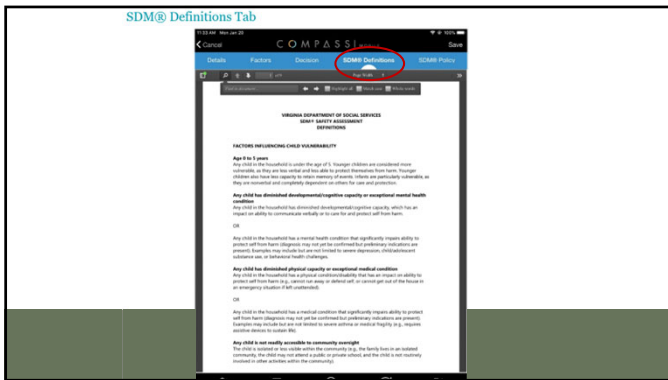 SDM® Definitions Tab
11:33 AM Mon Jan 20
100%
Cancel
COMPASS|
Save
Details
Factors
Decision
SDM® Definitions
SDM® Policy
Page Width
Highlight all
Match case
Whole words
VIRGINIA DEPARTMENT OF SOCIAL SERVICES
SDM® SAFETY ASSESSMENT
DEFINITIONS
FACTORS INFLUENCING CHILD VULNERABILITY
Age 0 to 5 years
Any child in the household is under the age of 5. Younger children are considered more
vulnerable, as they are less verbal and less able to protect themselves from harm. Younger
children also have less capacity to retain memory of events. Infants are particularly vulnerable, as
they are nonverbal and completely dependent on others for care and protection.
Any child has diminished developmental/cognitive capacity or exceptional mental health
condition
Any child in the household has diminished developmental/cognitive capacity, which has an
impact on ability to communicate verbally or to care for and protect self from harm.
OR
Any child in the household has a mental health condition that significantly impairs ability to
protect self from harm (diagnosis may not yet be confirmed but preliminary indications are
present). Examples may include but are not limited to severe depression, child/adolescent
substance use, or behavioral health challenges.
Any child has diminished physical capacity or exceptional medical condition
Any child in the household has a physical condition/disability that has an impact on ability to
protect self from harm (e.g., cannot run away or defend self, or cannot get out of the house in
an emergency situation if left unattended).
OR
Any child in the household has a medical condition that significantly impairs ability to protect
self from harm (diagnosis may not yet be confirmed but preliminary indications are present).
Examples may include but are not limited to severe asthma or medical fragility (e.g., requires
assistive devices to sustain life).
Any child is not readily accessible to community oversight
The child is isolated or less visible within the community (e.g., the family lives in an isolated
community, the child may not attend a public or private school, and the child is not routinely
involved in other activities within the community).